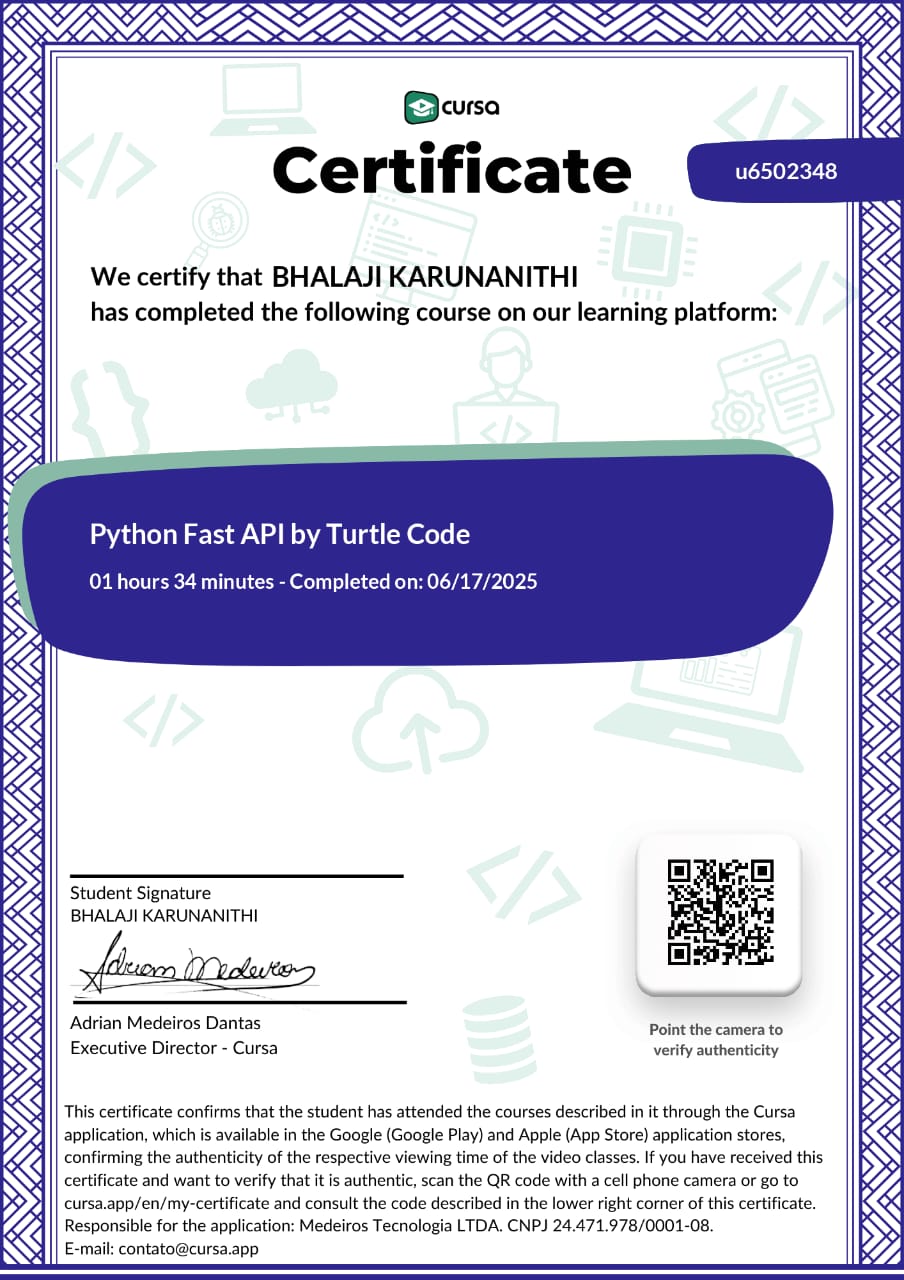 cursa
Certificate
u6502348
We certify that BHALAJI KARUNANITHI
has completed the following course on our learning platform:
Python Fast API by Turtle Code
01 hours 34 minutes - Completed on: 06/17/2025
Student Signature
BHALAJI KARUNANITHI
Adrian Medeiros
Adrian Medeiros Dantas
Executive Director - Cursa
Point the camera to
verify authenticity
This certificate confirms that the student has attended the courses described in it through the Cursa
application, which is available in the Google (Google Play) and Apple (App Store) application stores,
confirming the authenticity of the respective viewing time of the video classes. If you have received this
certificate and want to verify that it is authentic, scan the QR code with a cell phone camera or go to
cursa.app/en/my-certificate and consult the code described in the lower right corner of this certificate.
Responsible for the application: Medeiros Tecnologia LTDA. CNPJ 24.471.978/0001-08.
E-mail: contato@cursa.app